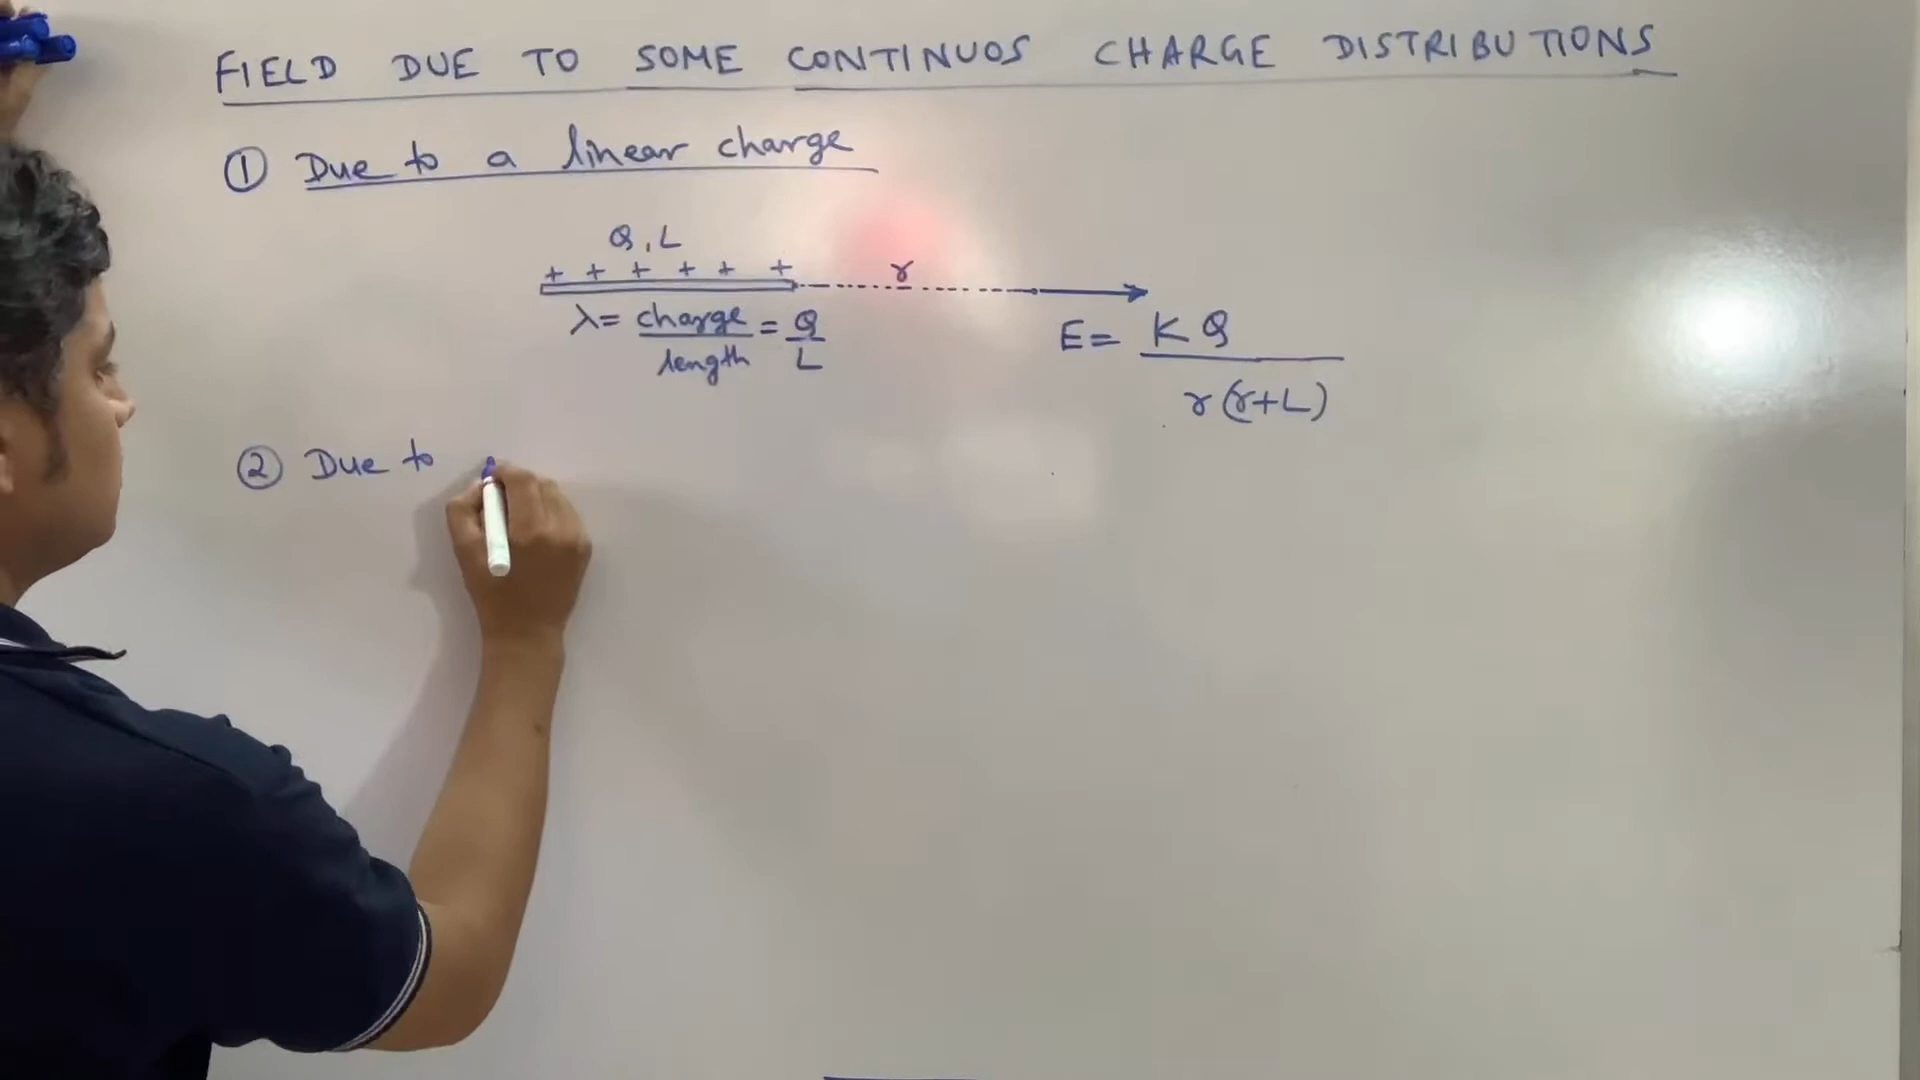 FIELD DUE TO SOME CONTINUOS CHARGE DISTRIBUTIONS
① Due to a linear charge
Q, L
+ + + + + +
r
λ = charge/length = Q/L
E = KQ/r(r+L)
② Due to